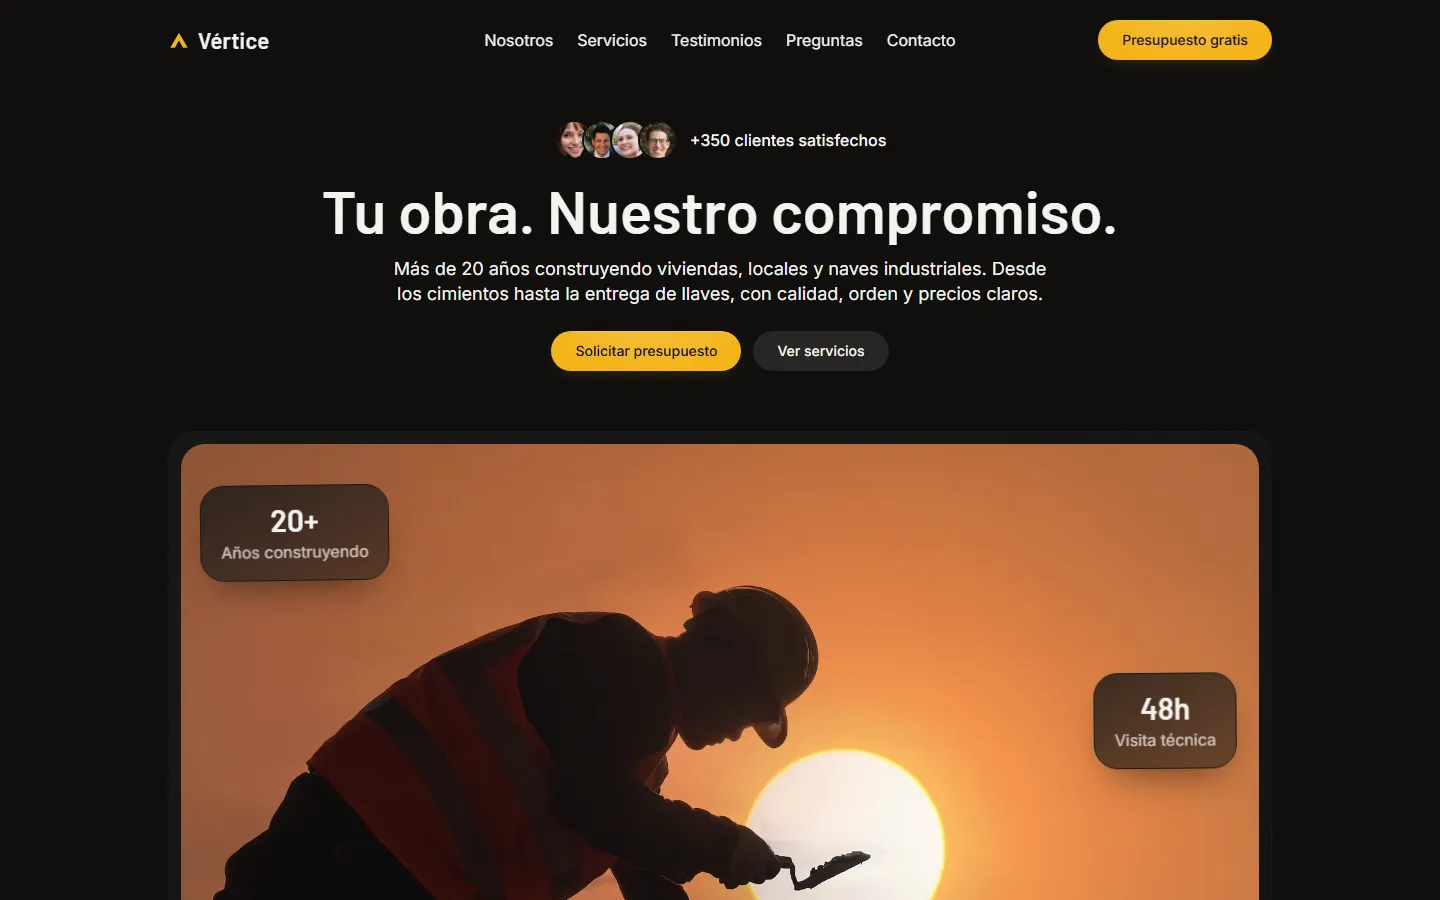 Vértice
Nosotros
Servicios
Testimonios
Preguntas
Contacto
Presupuesto gratis
+350 clientes satisfechos
Tu obra. Nuestro compromiso.
Más de 20 años construyendo viviendas, locales y naves industriales. Desde
los cimientos hasta la entrega de llaves, con calidad, orden y precios claros.
Solicitar presupuesto
Ver servicios
20+
Años construyendo
48h
Visita técnica